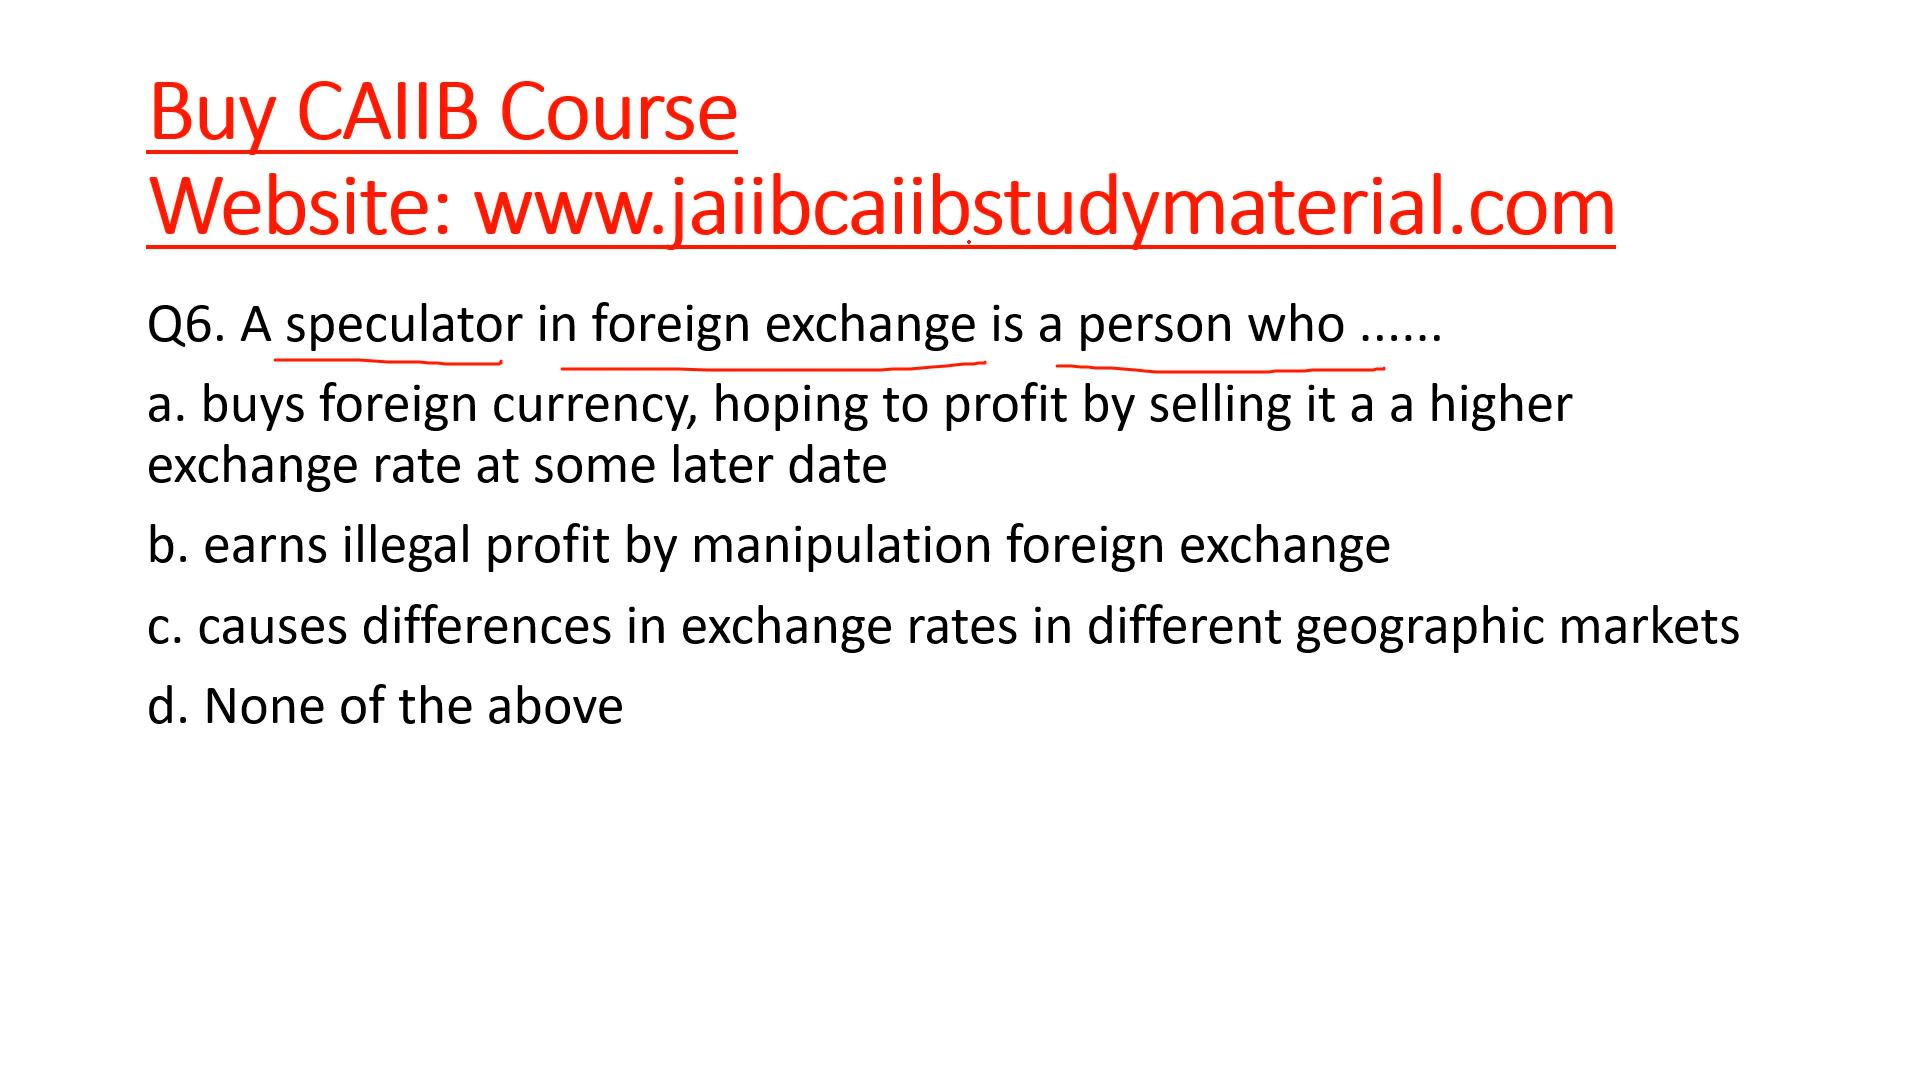 Buy CAIIB Course
Website: www.jaiibcaiibstudymaterial.com
Q6. A speculator in foreign exchange is a person who ......
a. buys foreign currency, hoping to profit by selling it a a higher
exchange rate at some later date
b. earns illegal profit by manipulation foreign exchange
c. causes differences in exchange rates in different geographic markets
d. None of the above